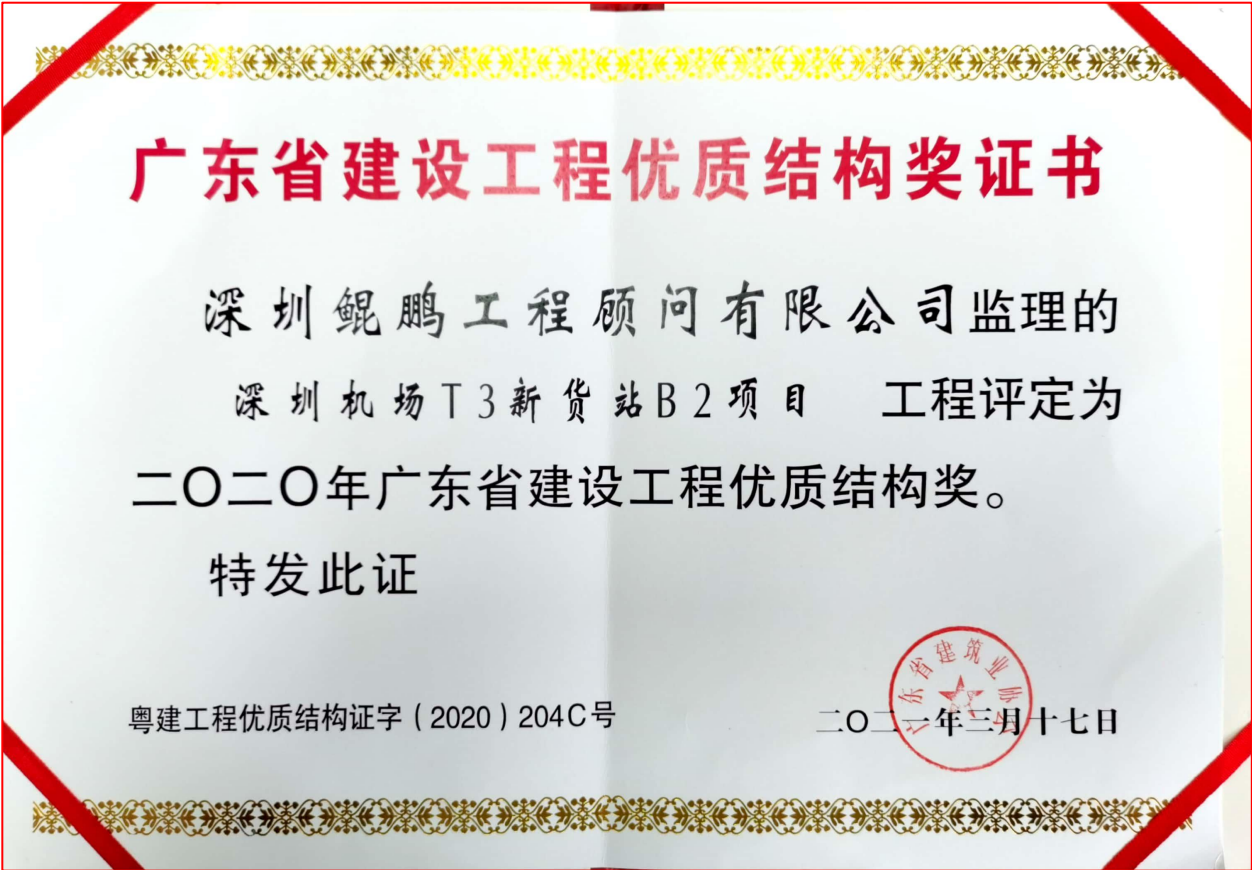 广东省建设工程优质结构奖证书
深圳鲲鹏工程顾问有限公司监理的
深圳机场T3新货站B2项目 工程评定为
二〇二〇年广东省建设工程优质结构奖。
特发此证
粤建工程优质结构证字（2020）204C号
二〇二一年三月十七日
广东省建筑业协会